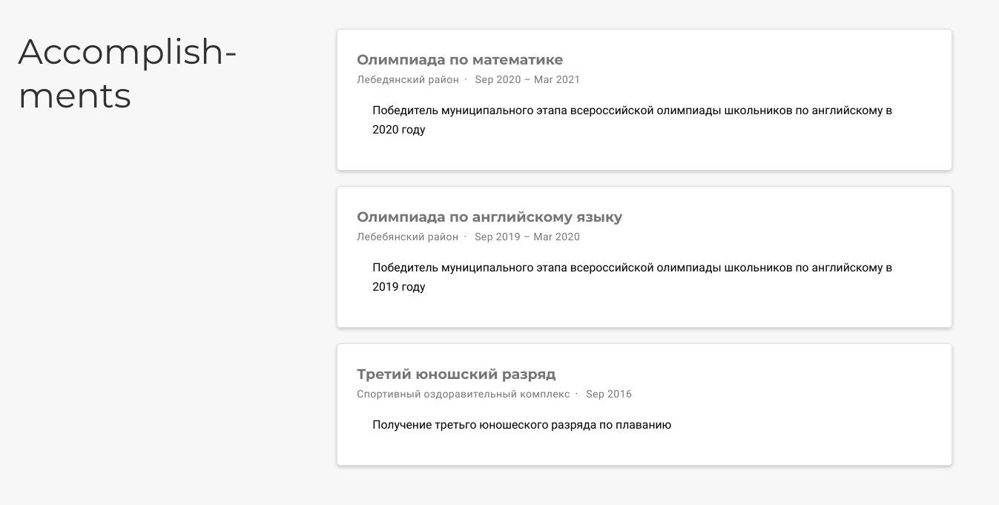 Accomplish-
ments
Олимпиада по математике
Лебедянский район · Sep 2020 – Mar 2021
Победитель муниципального этапа всероссийской олимпиады школьников по английскому в
2020 году
Олимпиада по английскому языку
Лебебянский район · Sep 2019 – Mar 2020
Победитель муниципального этапа всероссийской олимпиады школьников по английскому в
2019 году
Третий юношский разряд
Спортивный оздоравительный комплекс · Sep 2016
Получение третьго юношеского разряда по плаванию